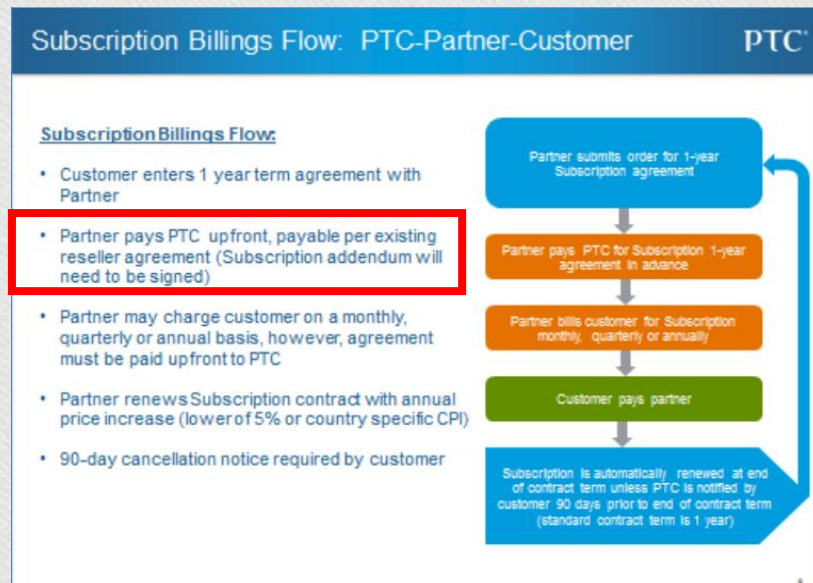 Subscription Billings Flow: PTC-Partner-Customer
PTC
Subscription Billings Flow:
• Customer enters 1 year term agreement with
Partner
• Partner pays PTC upfront, payable per existing
reseller agreement (Subscription addendum will
need to be signed)
• Partner may charge customer on a monthly,
quarterly or annual basis, however, agreement
must be paid upfront to PTC
• Partner renews Subscription contract with annual
price increase (lower of 5% or country specific CPI)
• 90-day cancellation notice required by customer
Partner submits order for 1-year
Subscription agreement
Partner pays PTC for Subscription 1-year
agreement in advance
Partner bills customer for Subscription
monthly, quarterly or annually
Customer pays partner
Subscription is automatically renewed at end
of contract term unless PTC is notified by
customer 90 days prior to end of contract term
(standard contract term is 1 year)